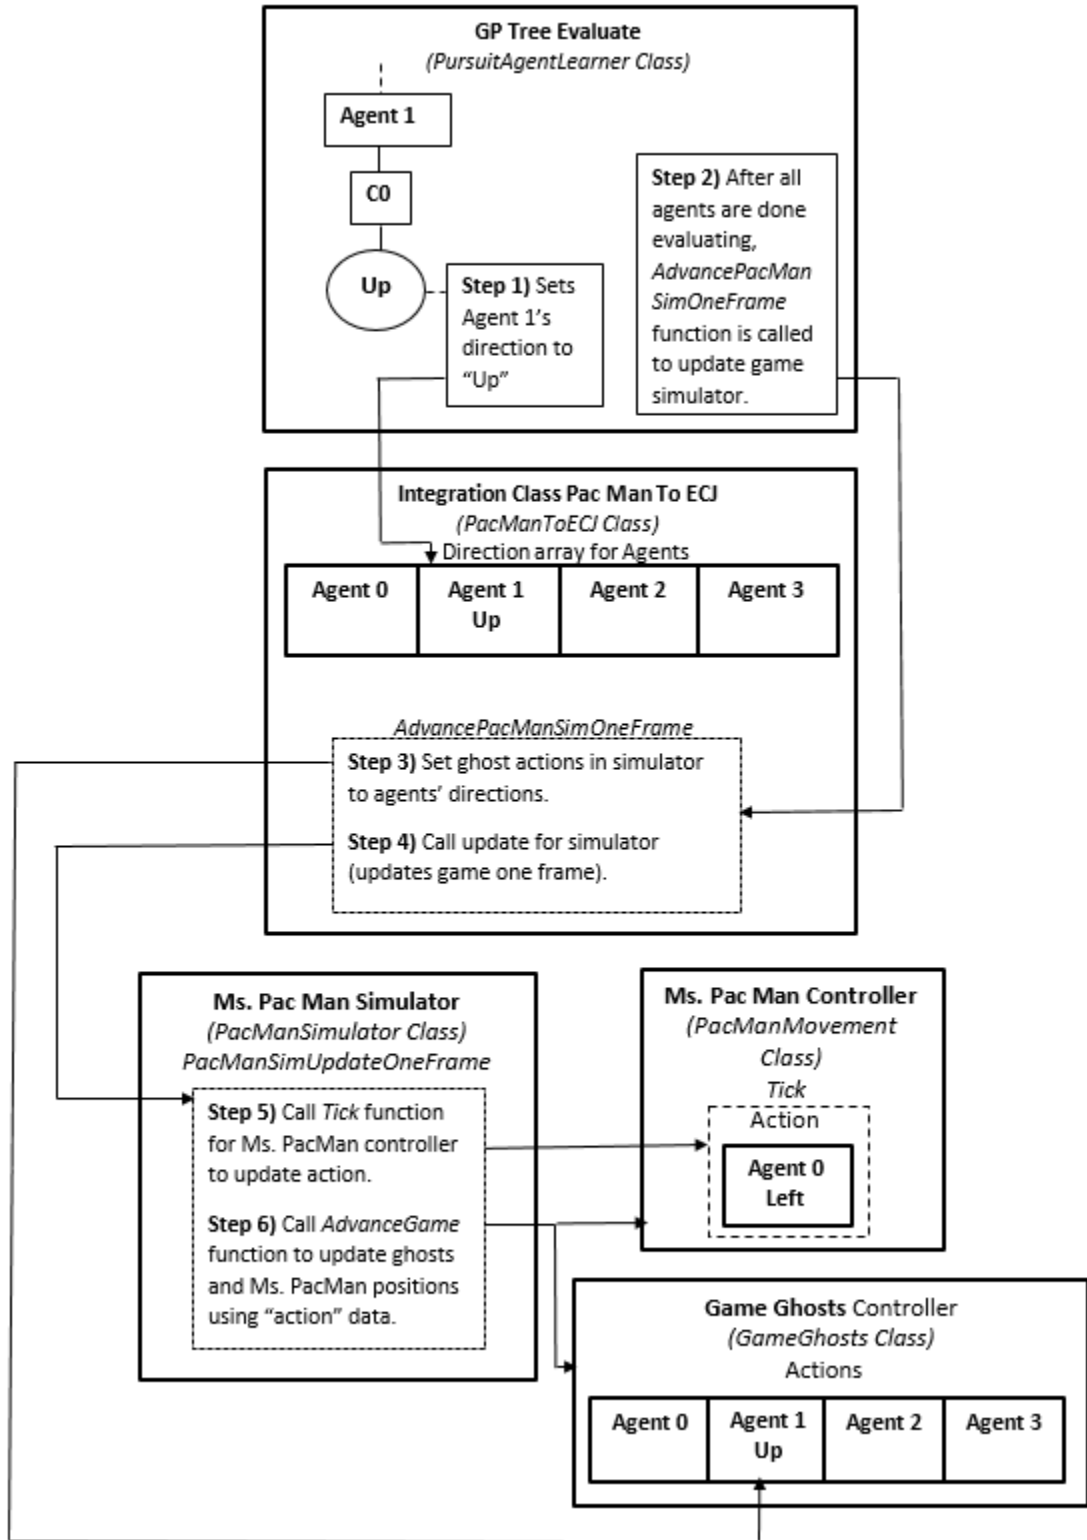 GP Tree Evaluate
(PursuitAgentLearner Class)
Agent 1
C0
Up
Step 1) Sets
Agent 1’s
direction to
“Up”
Step 2) After all
agents are done
evaluating,
AdvancePacMan
SimOneFrame
function is called
to update game
simulator.
Integration Class Pac Man To ECJ
(PacManToECJ Class)
Direction array for Agents
Agent 0
Agent 1
Up
Agent 2
Agent 3
AdvancePacManSimOneFrame
Step 3) Set ghost actions in simulator
to agents’ directions.
Step 4) Call update for simulator
(updates game one frame).
Ms. Pac Man Simulator
(PacManSimulator Class)
PacManSimUpdateOneFrame
Step 5) Call Tick function
for Ms. PacMan controller
to update action.
Step 6) Call AdvanceGame
function to update ghosts
and Ms. PacMan positions
using “action” data.
Ms. Pac Man Controller
(PacManMovement
Class)
Tick
Action
Agent 0
Left
Game Ghosts Controller
(GameGhosts Class)
Actions
Agent 0
Agent 1
Up
Agent 2
Agent 3